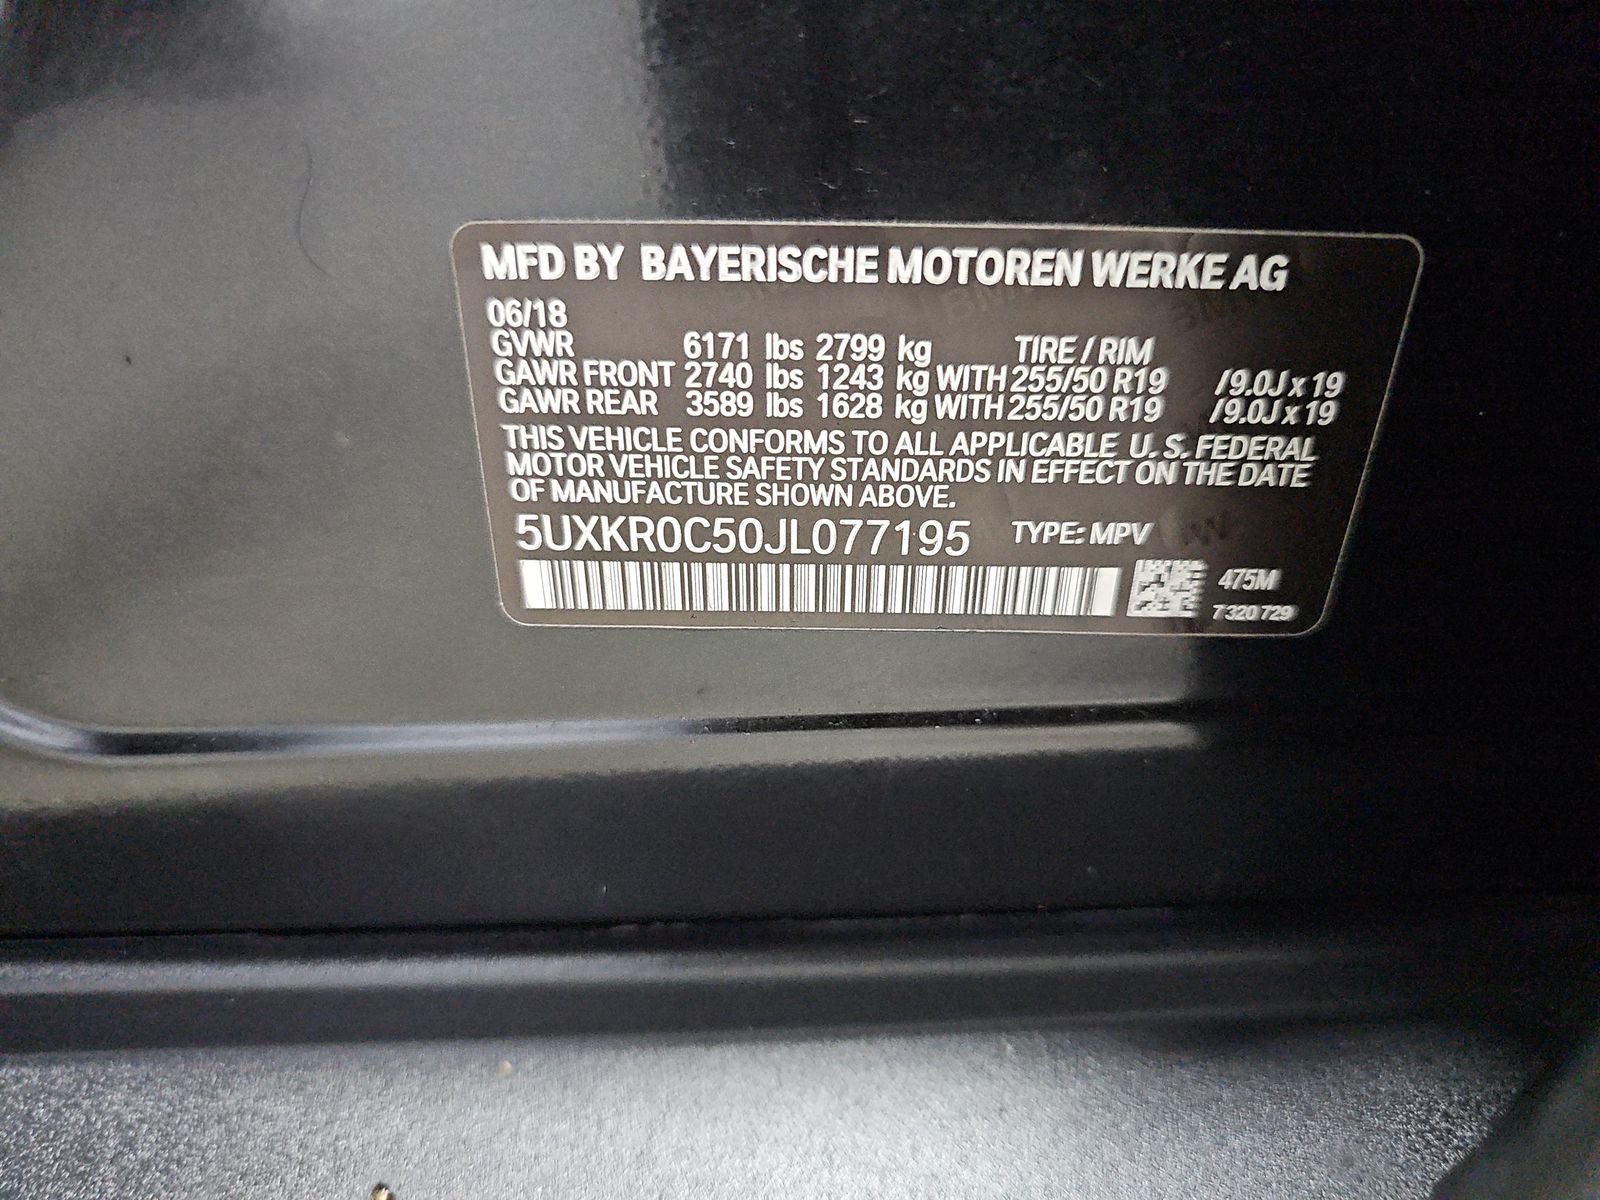 MFD BY BAYERISCHE MOTOREN WERKE AG
06/18
GVWR 6171 lbs 2799 kg TIRE / RIM
GAWR FRONT 2740 lbs 1243 kg WITH 255/50 R19 /9.0J x 19
GAWR REAR 3589 lbs 1628 kg WITH 255/50 R19 /9.0J x 19
THIS VEHICLE CONFORMS TO ALL APPLICABLE U. S. FEDERAL
MOTOR VEHICLE SAFETY STANDARDS IN EFFECT ON THE DATE
OF MANUFACTURE SHOWN ABOVE.
5UXKR0C50JL077195 TYPE: MPV
475M
7 320 729